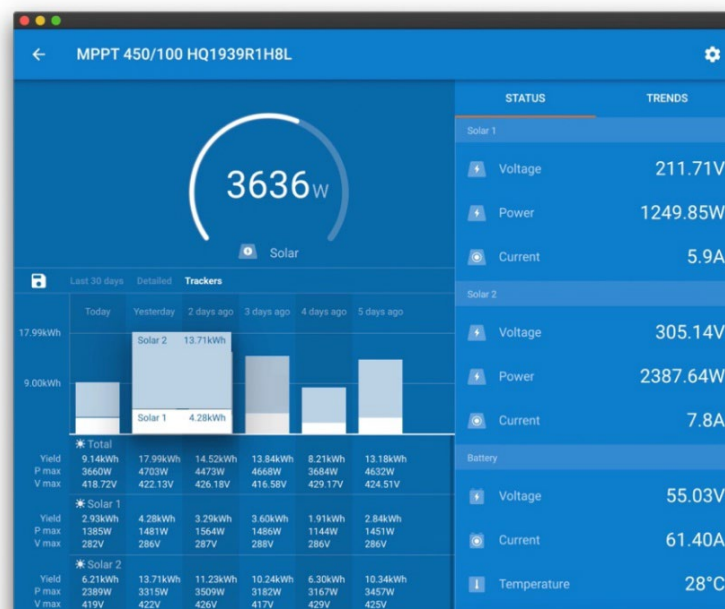 MPPT 450/100 HQ1939R1H8L
3636W
Solar
Last 30 days Detailed Trackers
Today Yesterday 2 days ago 3 days ago 4 days ago 5 days ago
17.99kWh
Solar 2 13.71kWh
9.00kWh
Solar 1 4.28kWh
Total
Yield 9.14kWh 17.99kWh 14.52kWh 13.84kWh 8.21kWh 13.18kWh
P max 3660W 4703W 4473W 4668W 3684W 4632W
V max 418.72V 422.13V 426.18V 416.58V 429.17V 424.51V
Solar 1
Yield 2.93kWh 4.28kWh 3.29kWh 3.60kWh 1.91kWh 2.84kWh
P max 1385W 1481W 1564W 1486W 1144W 1451W
V max 282V 286V 287V 288V 286V 286V
Solar 2
Yield 6.21kWh 13.71kWh 11.23kWh 10.24kWh 6.30kWh 10.34kWh
P max 2389W 3315W 3509W 3182W 3167W 3457W
V max 419V 422V 426V 417V 429V 425V
STATUS TRENDS
Solar 1
Voltage 211.71V
Power 1249.85W
Current 5.9A
Solar 2
Voltage 305.14V
Power 2387.64W
Current 7.8A
Battery
Voltage 55.03V
Current 61.40A
Temperature 28°C